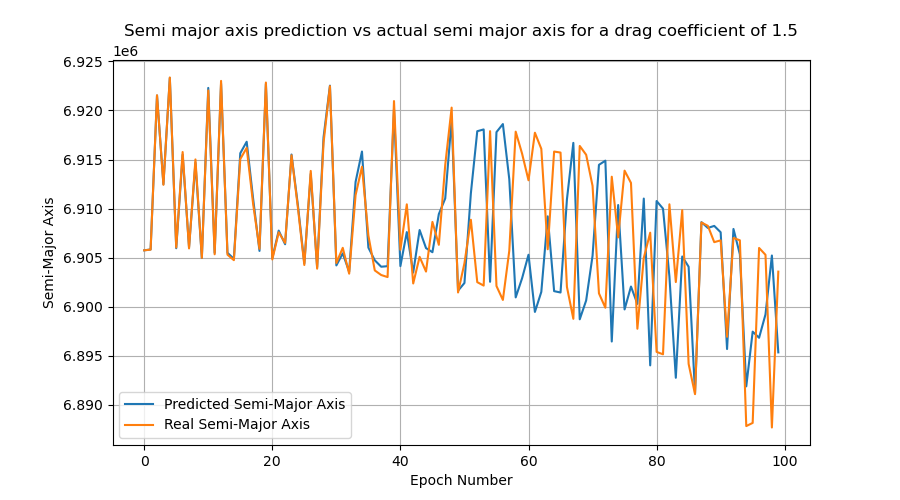 Semi major axis prediction vs actual semi major axis for a drag coefficient of 1.5
1e6
6.925
6.920
6.915
6.910
6.905
6.900
6.895
6.890
Semi-Major Axis
Predicted Semi-Major Axis
Real Semi-Major Axis
0 20 40 60 80 100
Epoch Number